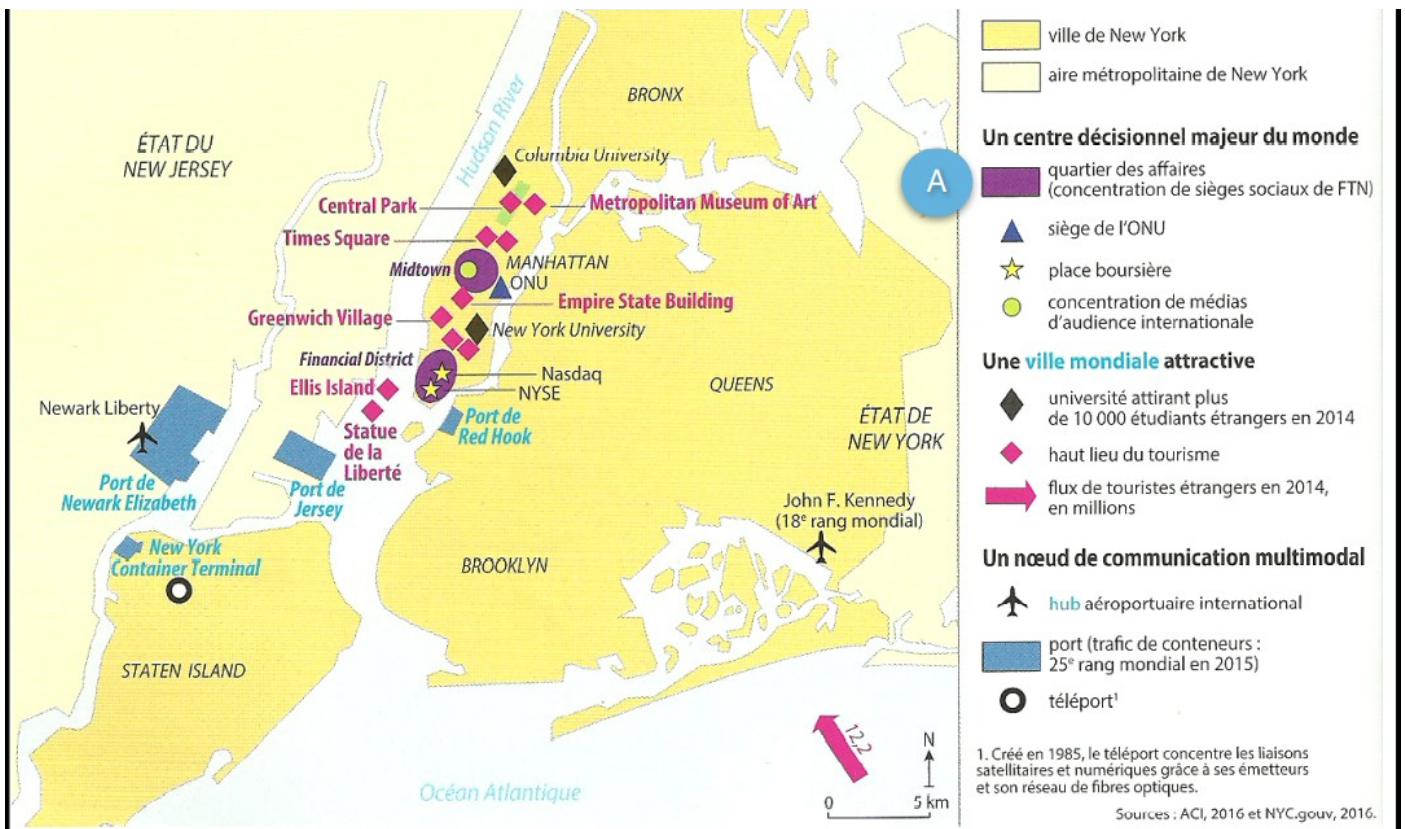 BRONX
Hudson River
ÉTAT DU
NEW JERSEY
Columbia University
Central Park
Metropolitan Museum of Art
Times Square
Midtown
MANHATTAN
ONU
Empire State Building
Greenwich Village
New York University
Financial District
Nasdaq
NYSE
Ellis Island
QUEENS
Newark Liberty
Port de
Red Hook
ÉTAT DE
NEW YORK
Statue
de la
Liberté
Port de
Newark Elizabeth
Port de
Jersey
John F. Kennedy
(18e rang mondial)
New York
Container Terminal
BROOKLYN
STATEN ISLAND
12,2
N
Océan Atlantique
0 5 km
ville de New York
aire métropolitaine de New York
Un centre décisionnel majeur du monde
A
quartier des affaires
(concentration de sièges sociaux de FTN)
siège de l'ONU
place boursière
concentration de médias
d'audience internationale
Une ville mondiale attractive
université attirant plus
de 10 000 étudiants étrangers en 2014
haut lieu du tourisme
flux de touristes étrangers en 2014,
en millions
Un nœud de communication multimodal
hub aéroportuaire international
port (trafic de conteneurs :
25e rang mondial en 2015)
téléport¹
1. Créé en 1985, le téléport concentre les liaisons
satellitaires et numériques grâce à ses émetteurs
et son réseau de fibres optiques.
Sources : ACI, 2016 et NYC.gouv, 2016.